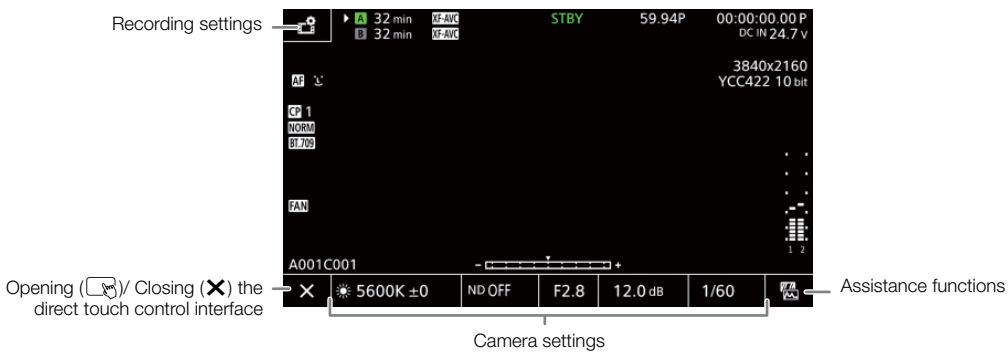 Recording settings
A 32 min XF-AVC STBY 59.94P 00:00:00.00 P
B 32 min XF-AVC DC IN 24.7 V
3840x2160
AF L YCC422 10 bit
CP 1
NORM
BT.709
FAN
1 2
A001C001 - +
Opening ( )/ Closing (✕) the
direct touch control interface
✕ 5600K ±0 ND OFF F2.8 12.0 dB 1/60
Assistance functions
Camera settings